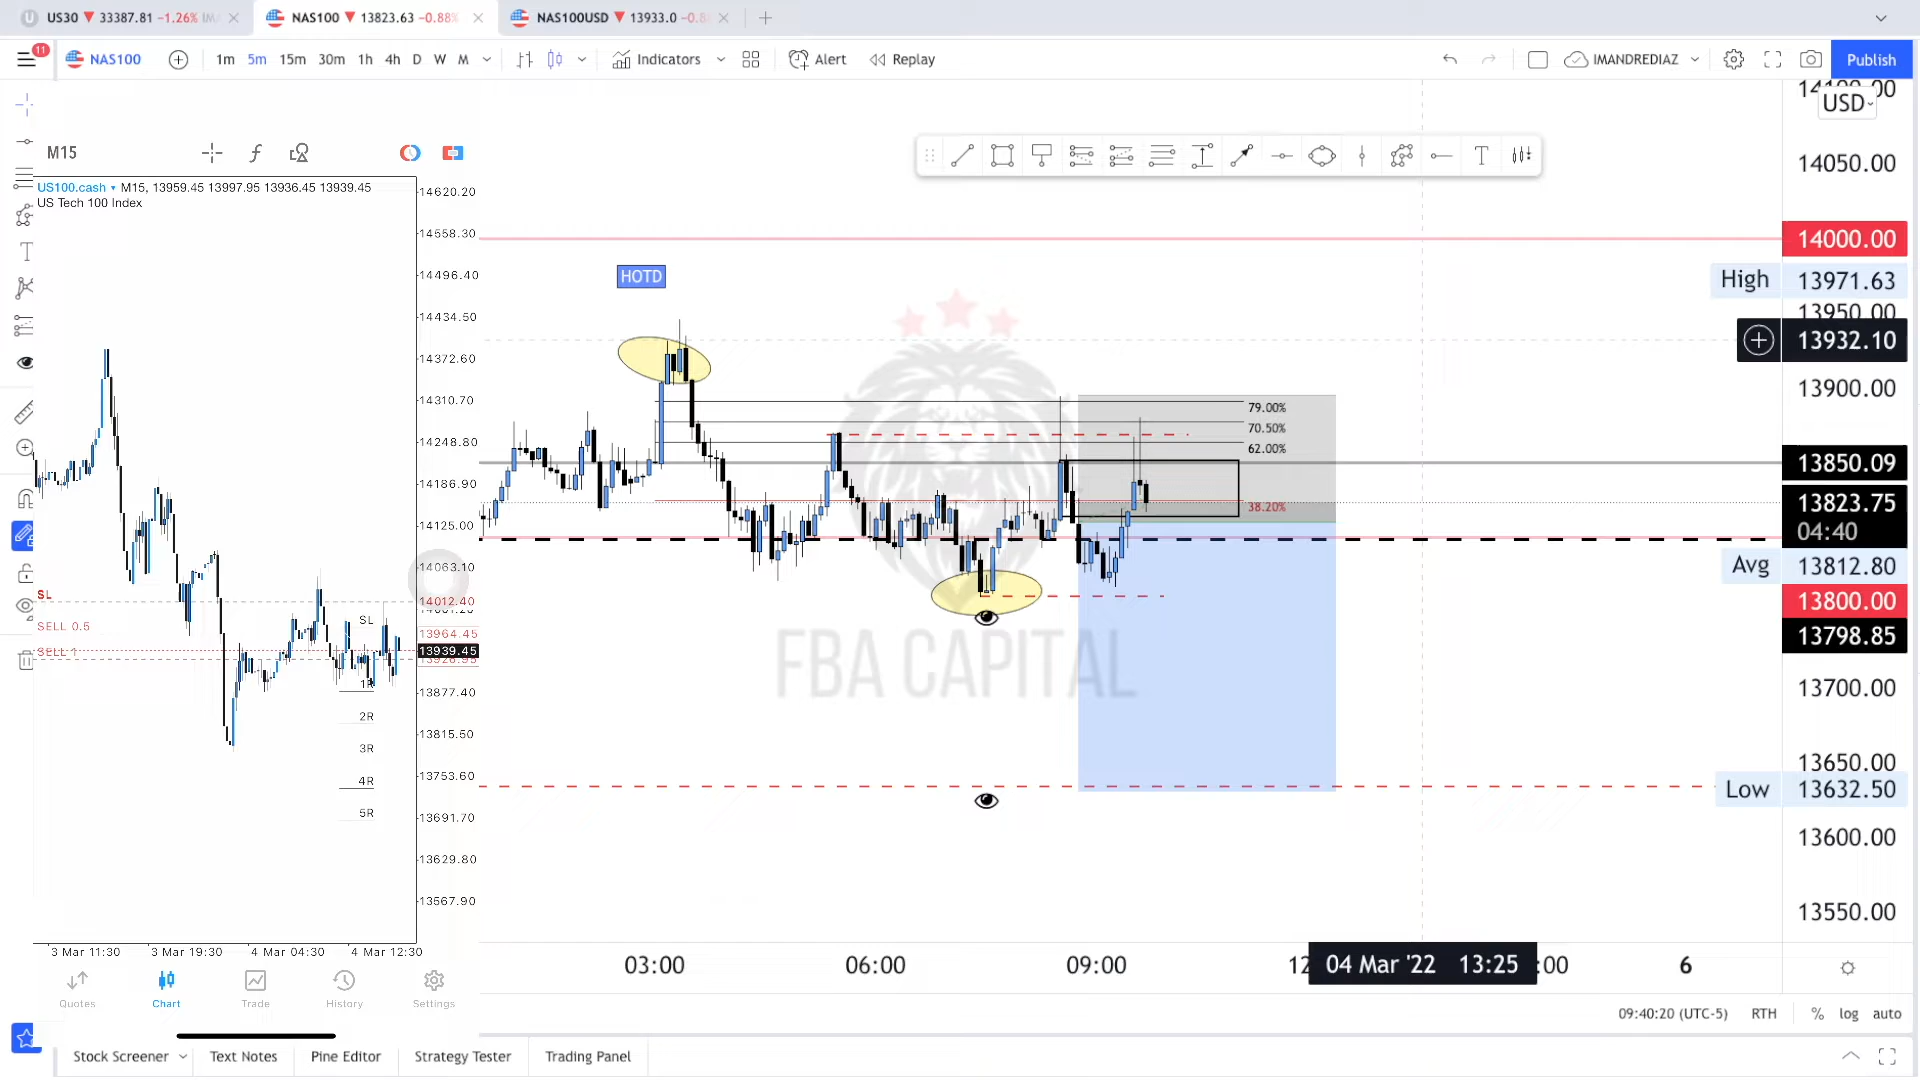 US30 ▼ 33387.81 −1.26% IM
NAS100 ▼ 13823.63 −0.88%
NAS100USD ▼ 13933.0 −0.8
11
NAS100
1m 5m 15m 30m 1h 4h D W M
Indicators
Alert
Replay
IMANDREDIAZ
Publish
M15
US100.cash M15, 13959.45 13997.95 13936.45 13939.45
US Tech 100 Index
14620.20
14558.30
14496.40
14434.50
14372.60
14310.70
14248.80
14186.90
14125.00
14063.10
14012.40
13964.45
13939.45
13877.40
13815.50
13753.60
13691.70
13629.80
13567.90
SL
SELL 0.5
SELL 1
SL
1R
2R
3R
4R
5R
3 Mar 11:30 3 Mar 19:30 4 Mar 04:30 4 Mar 12:30
Quotes Chart Trade History Settings
HOTD
79.00%
70.50%
62.00%
38.20%
FBA CAPITAL
USD
14050.00
14000.00
High 13971.63
13950.00
13932.10
13900.00
13850.09
13823.75
04:40
Avg 13812.80
13800.00
13798.85
13700.00
13650.00
Low 13632.50
13600.00
13550.00
03:00 06:00 09:00 04 Mar '22 13:25 :00 6
09:40:20 (UTC-5) RTH % log auto
Stock Screener Text Notes Pine Editor Strategy Tester Trading Panel